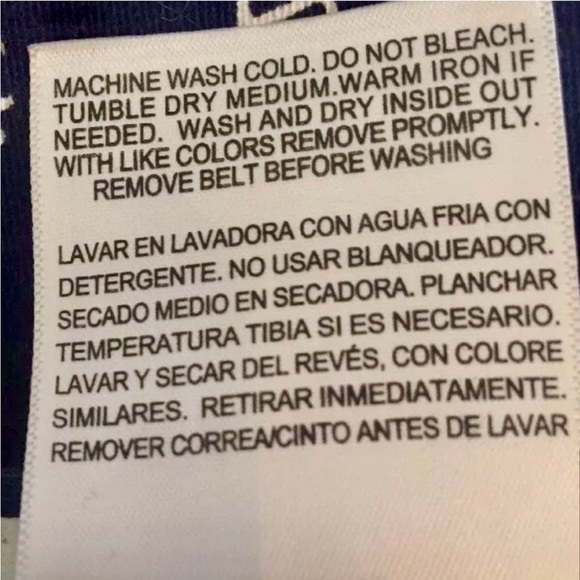 MACHINE WASH COLD. DO NOT BLEACH.
TUMBLE DRY MEDIUM.WARM IRON IF
NEEDED. WASH AND DRY INSIDE OUT
WITH LIKE COLORS REMOVE PROMPTLY.
REMOVE BELT BEFORE WASHING
LAVAR EN LAVADORA CON AGUA FRIA CON
DETERGENTE. NO USAR BLANQUEADOR.
SECADO MEDIO EN SECADORA. PLANCHAR
TEMPERATURA TIBIA SI ES NECESARIO.
LAVAR Y SECAR DEL REVÉS, CON COLORE
SIMILARES. RETIRAR INMEDIATAMENTE.
REMOVER CORREA/CINTO ANTES DE LAVAR